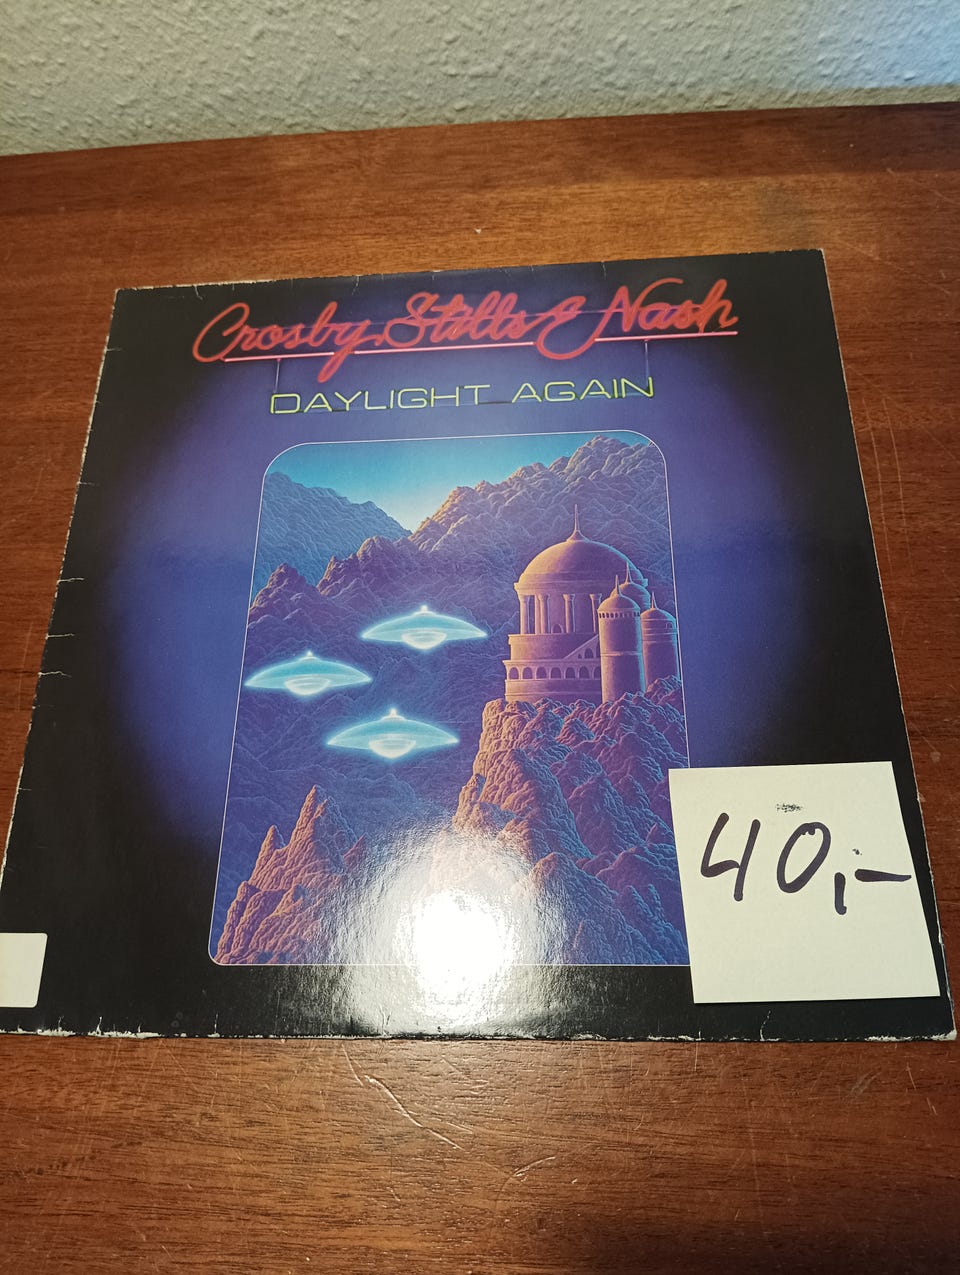 Crosby, Stills & Nash
DAYLIGHT AGAIN
40,-